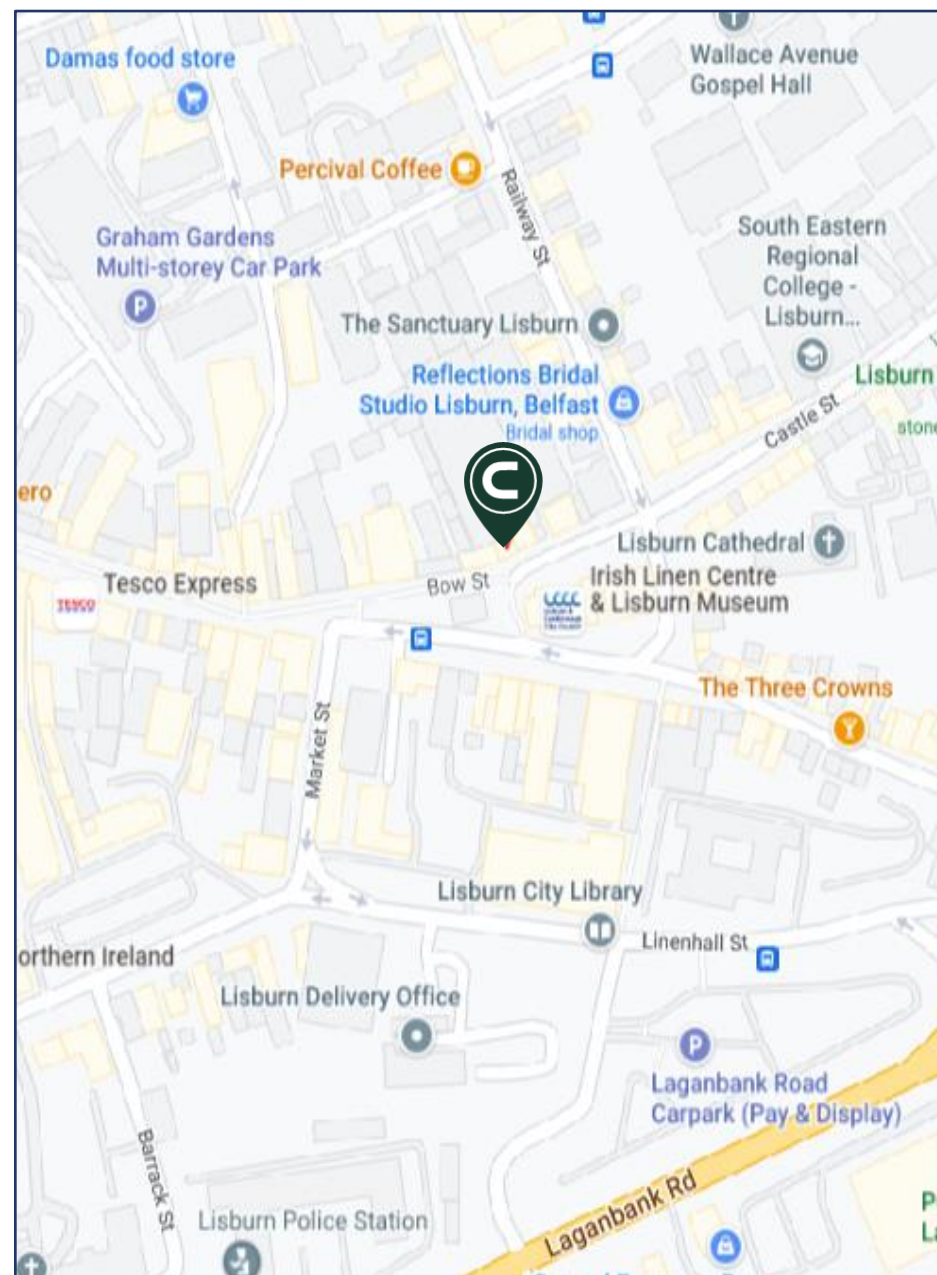 Damas food store
Wallace Avenue
Gospel Hall
Percival Coffee
Railway St
Graham Gardens
Multi-storey Car Park
P
South Eastern
Regional
College -
Lisburn...
The Sanctuary Lisburn
Reflections Bridal
Studio Lisburn, Belfast
Bridal shop
Lisburn
Castle St
stone
C
ero
Lisburn Cathedral
Tesco Express
TESCO
Bow St
Irish Linen Centre
& Lisburn Museum
The Three Crowns
Market St
Lisburn City Library
Linenhall St
orthern Ireland
Lisburn Delivery Office
P
Laganbank Road
Carpark (Pay & Display)
Barrack St
Lisburn Police Station
Laganbank Rd
P